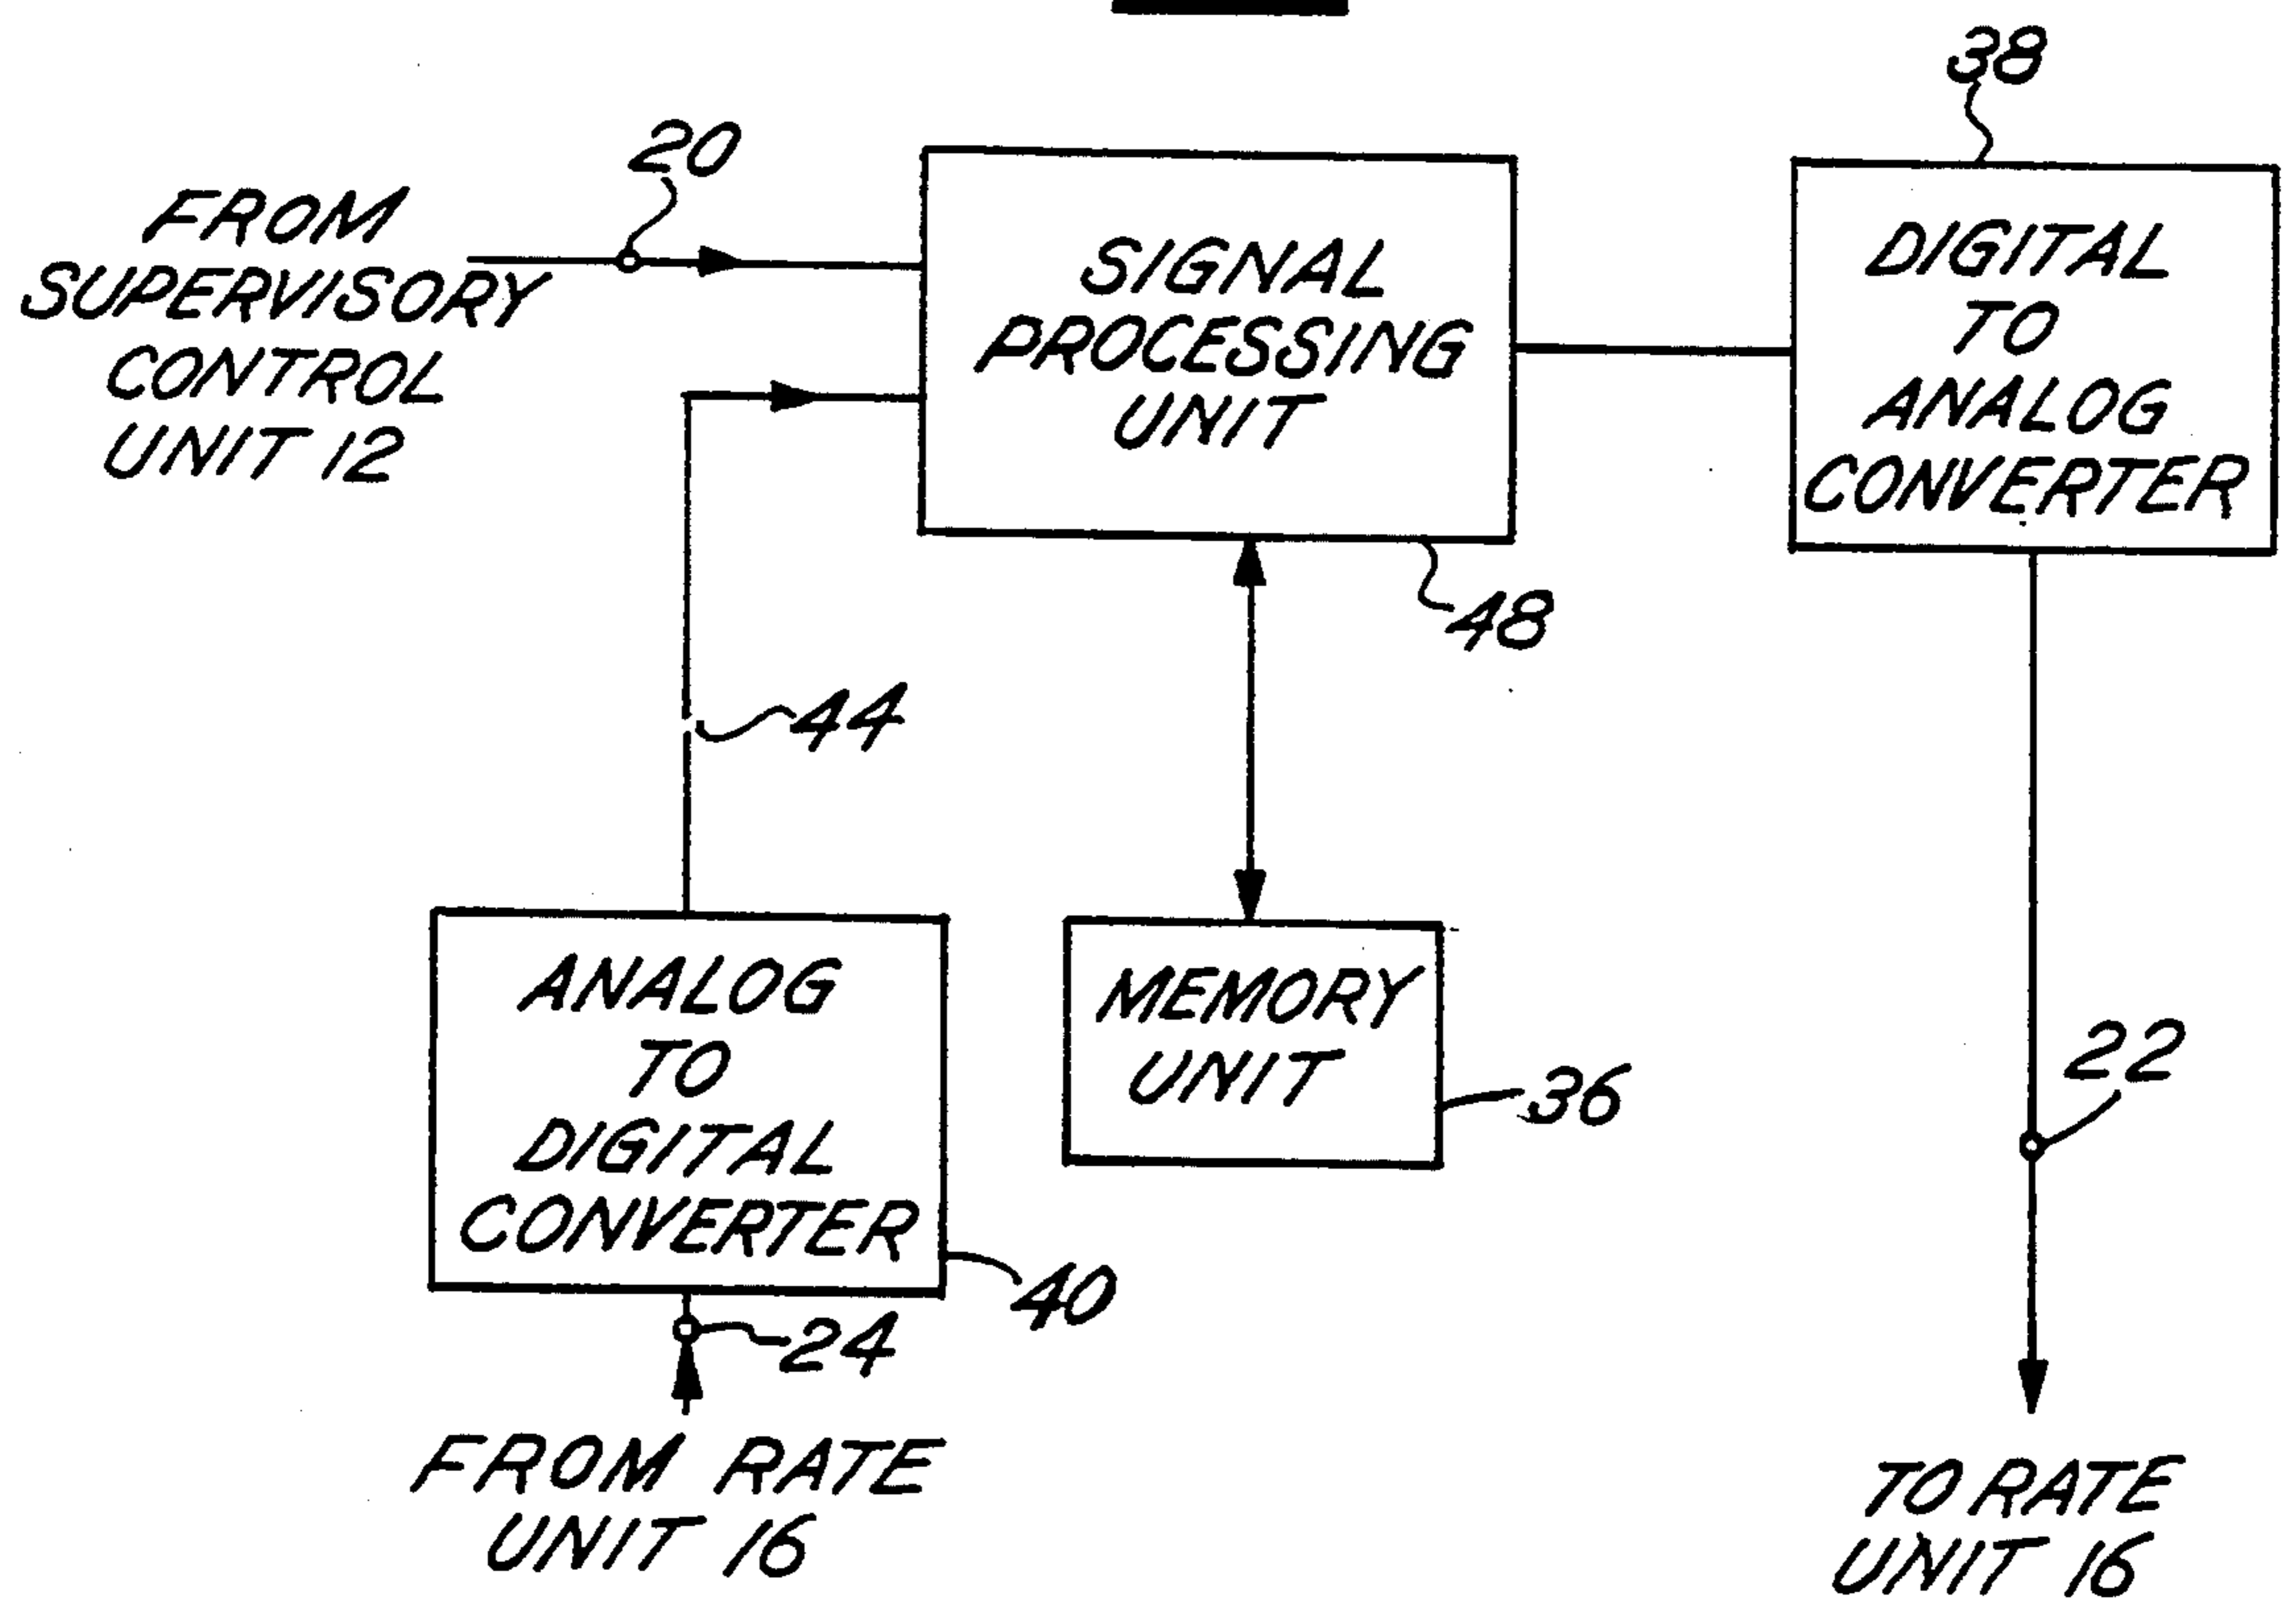 38
20
FROM
SUPERVISORY
CONTROL
UNIT 12
SIGNAL
PROCESSING
UNIT
DIGITAL
TO
ANALOG
CONVERTER
48
44
ANALOG
TO
DIGITAL
CONVERTER
MEMORY
UNIT
36
22
40
24
FROM RATE
UNIT 16
TO RATE
UNIT 16